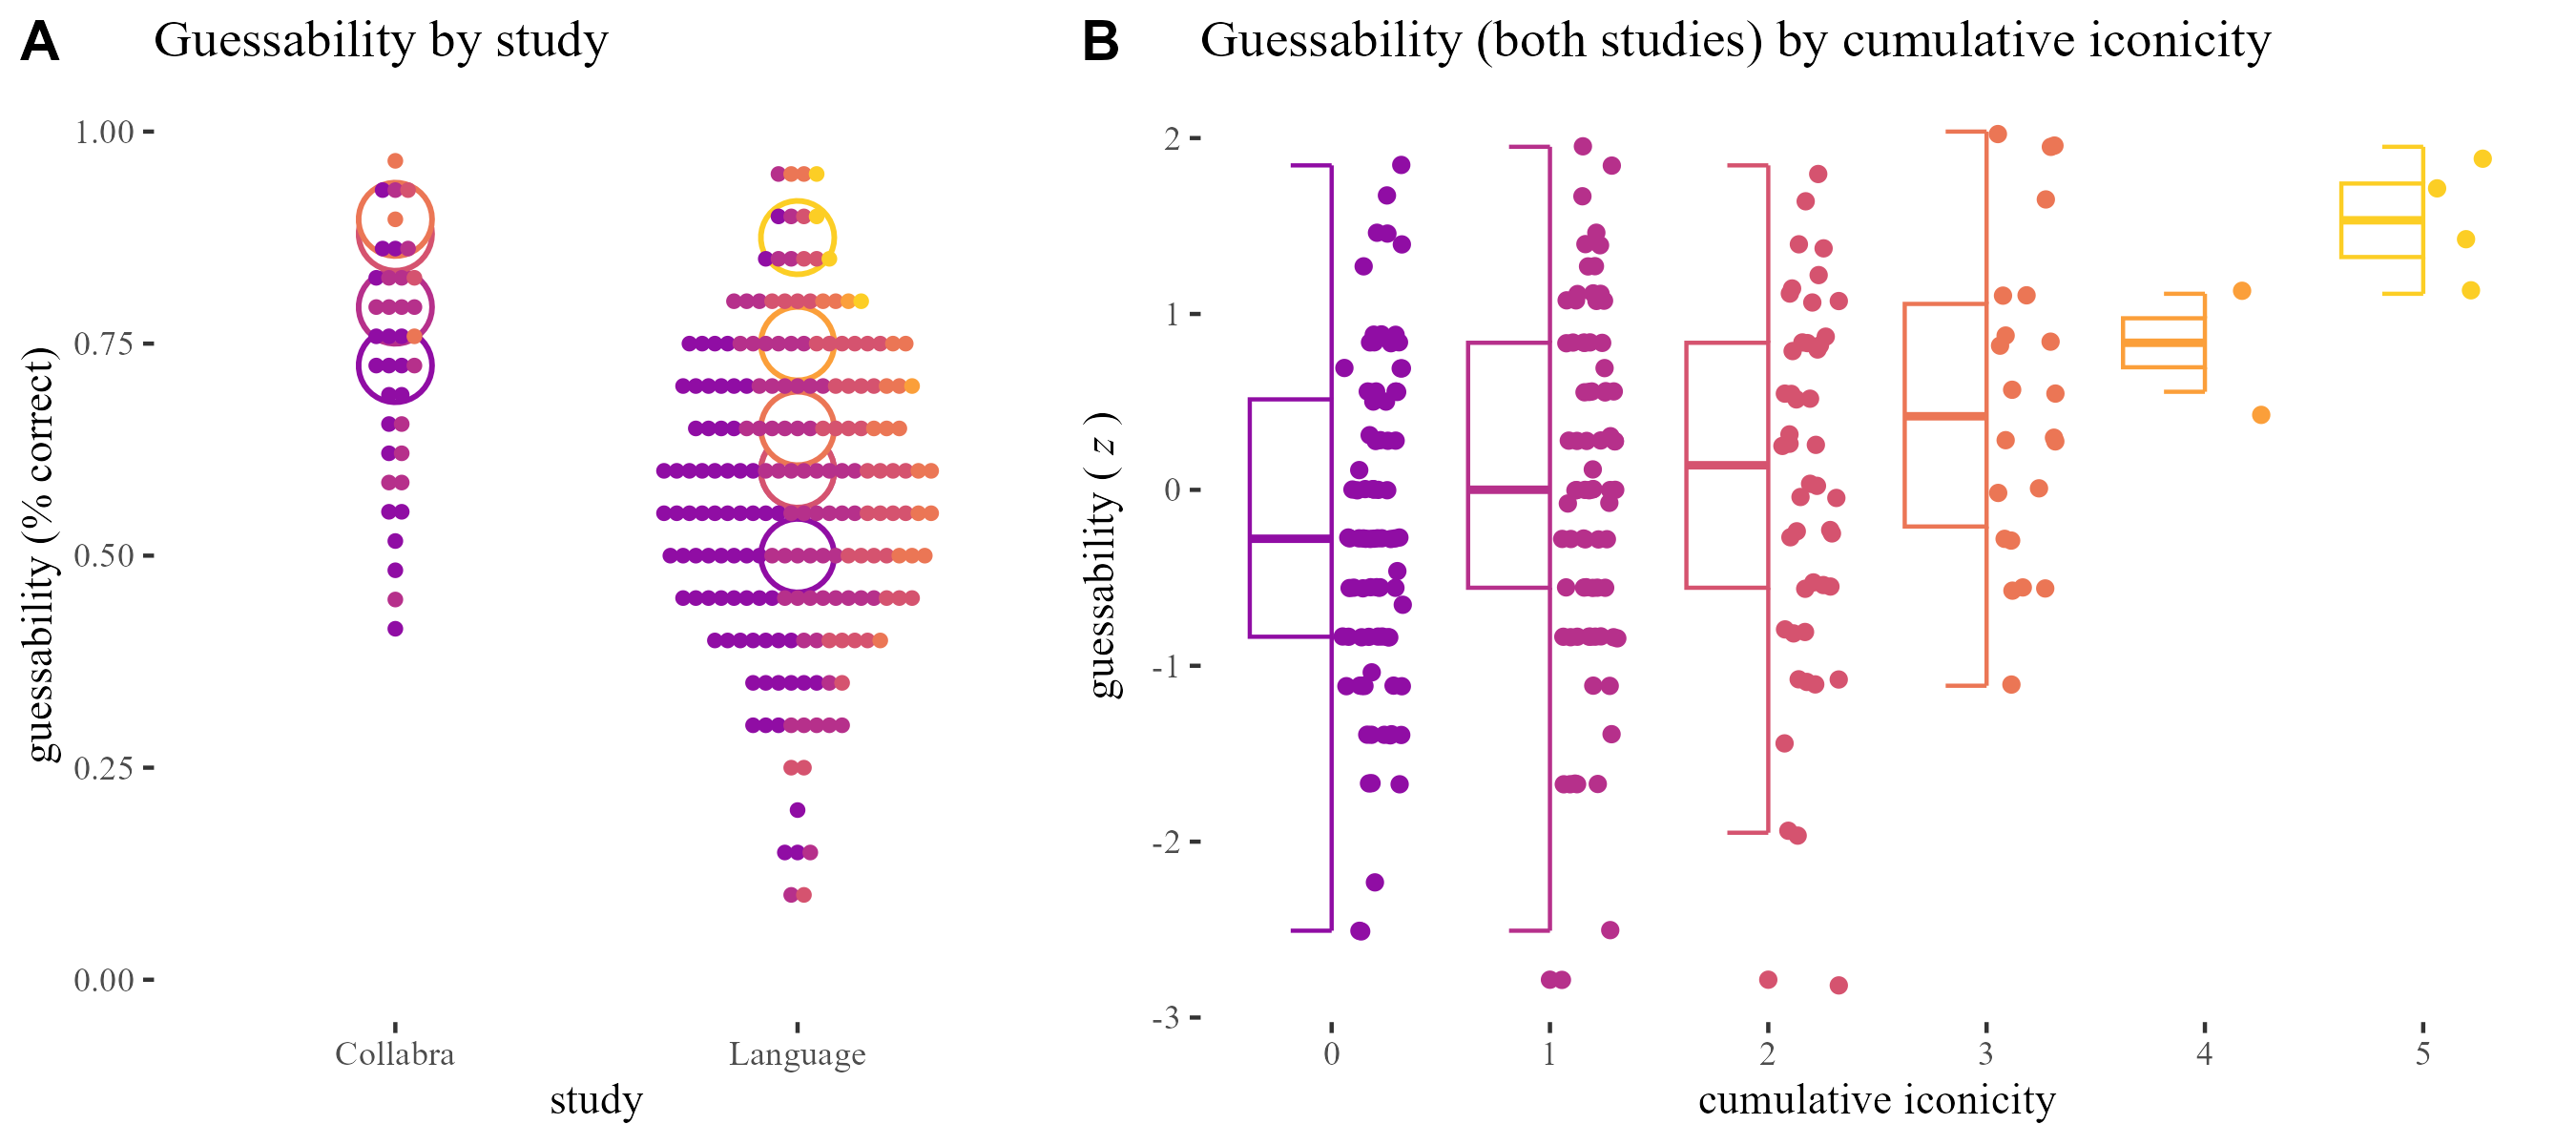 A Guessability by study
1.00
0.75
0.50
0.25
0.00
guessability (% correct)
Collabra Language
study
B Guessability (both studies) by cumulative iconicity
2
1
0
-1
-2
-3
guessability ( z )
0 1 2 3 4 5
cumulative iconicity